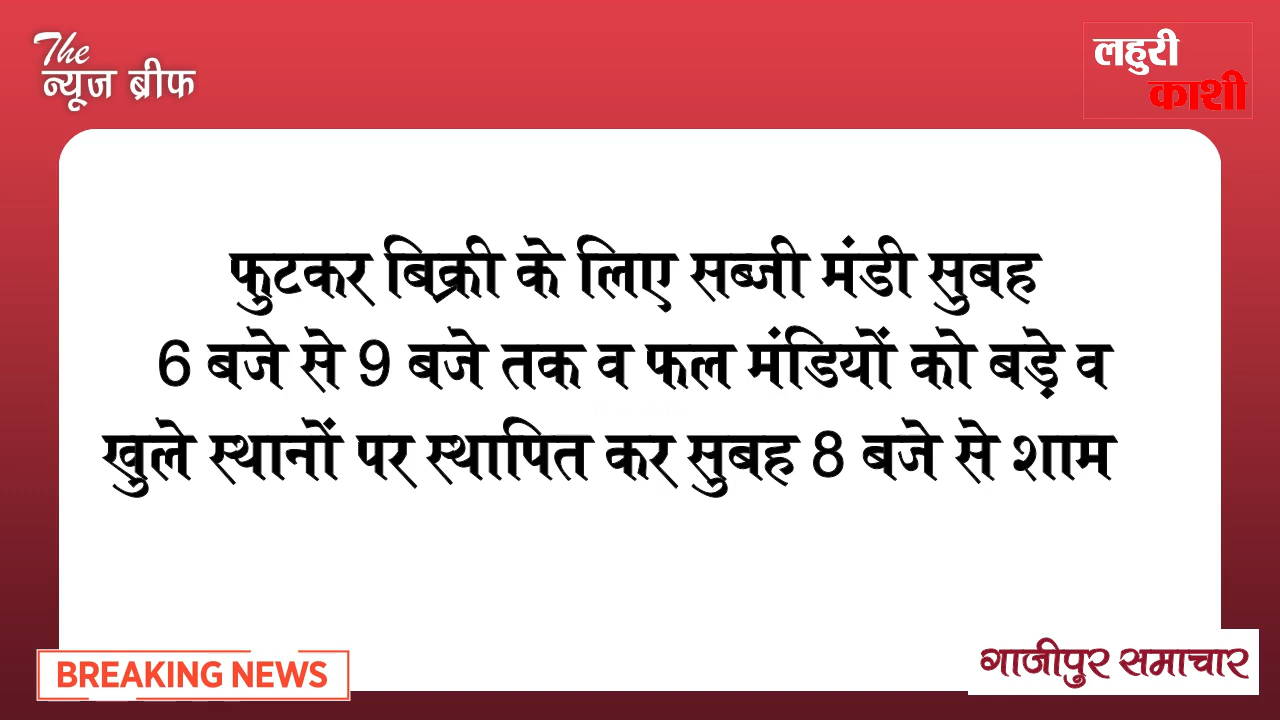 The
न्यूज ब्रीफ
लहुरी
काशी
फुटकर बिक्री के लिए सब्जी मंडी सुबह
6 बजे से 9 बजे तक व फल मंडियों को बड़े व
खुले स्थानों पर स्थापित कर सुबह 8 बजे से शाम
BREAKING NEWS
गाजीपुर समाचार